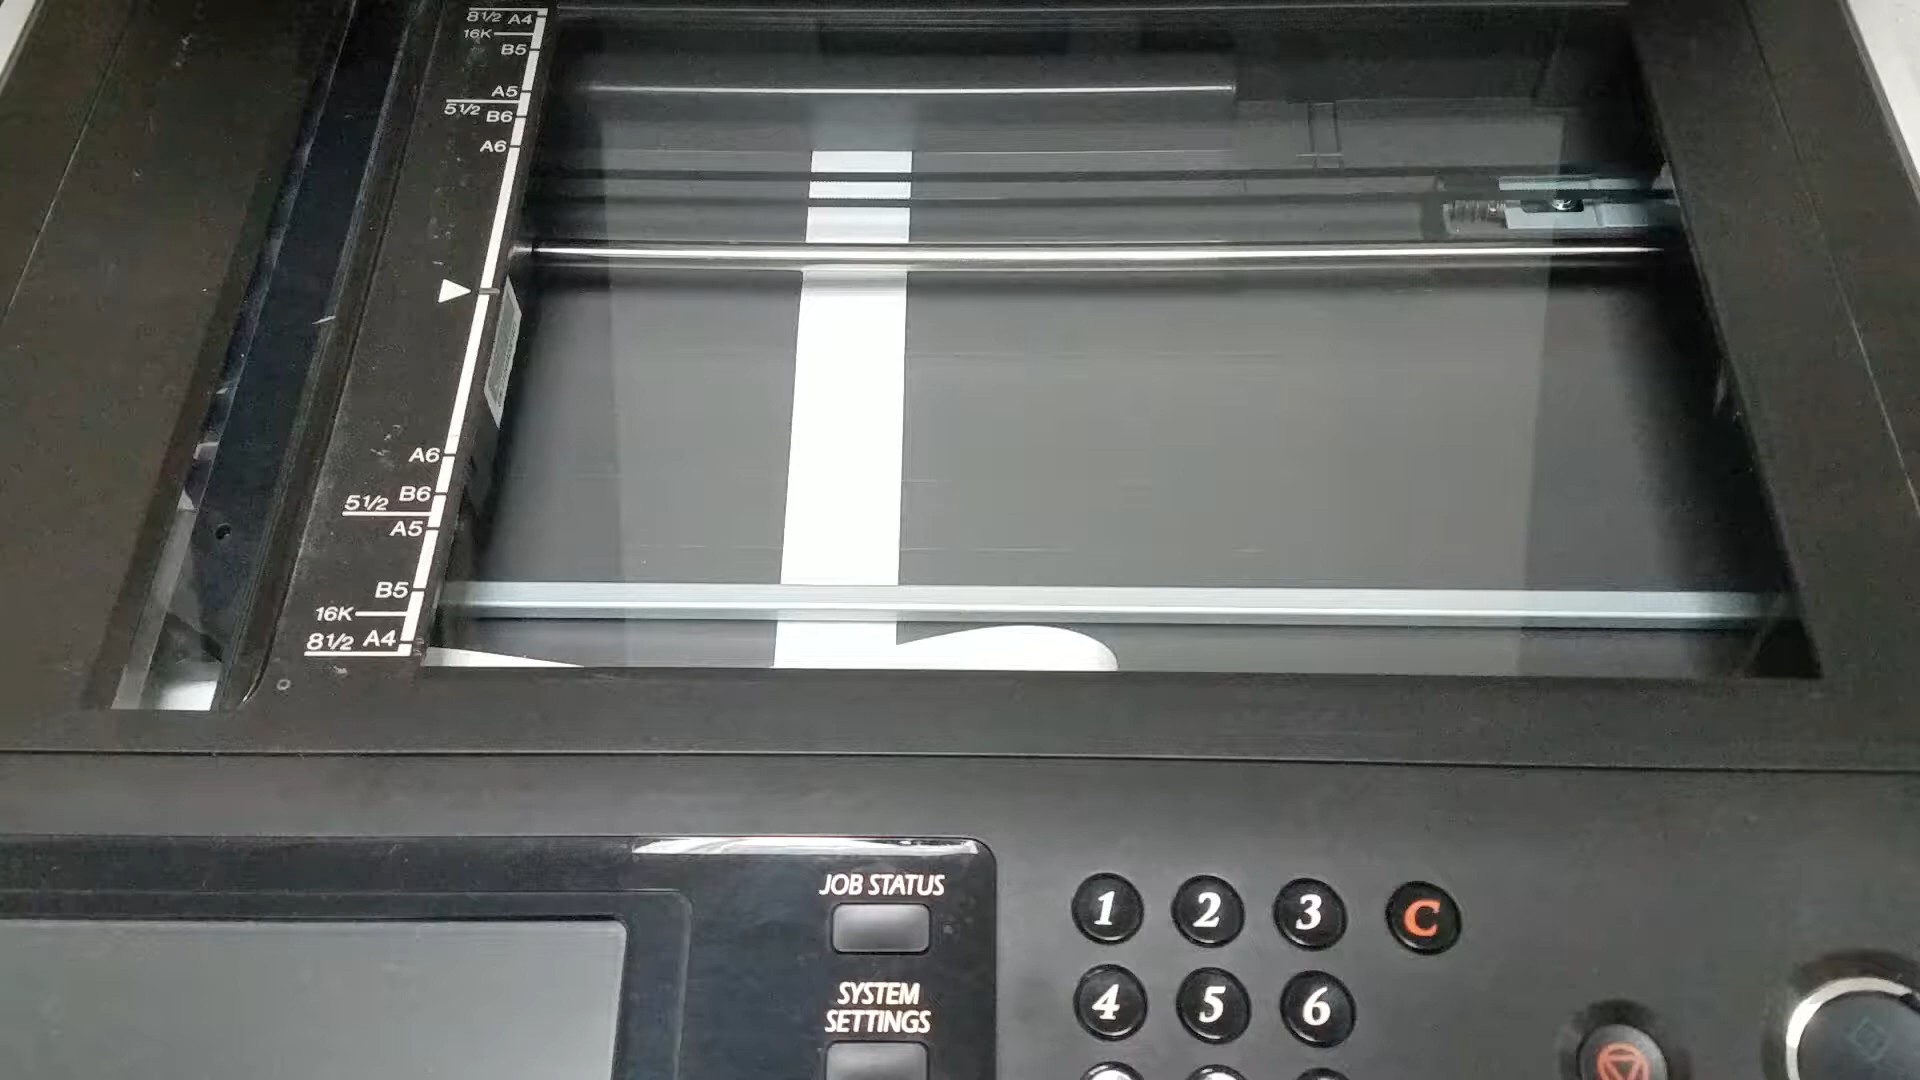 8½ A4
16K
B5
A5
5½
B6
A6
A6
B6
5½
A5
B5
16K
8½ A4
JOB STATUS
1 2 3 C
SYSTEM
SETTINGS
4 5 6